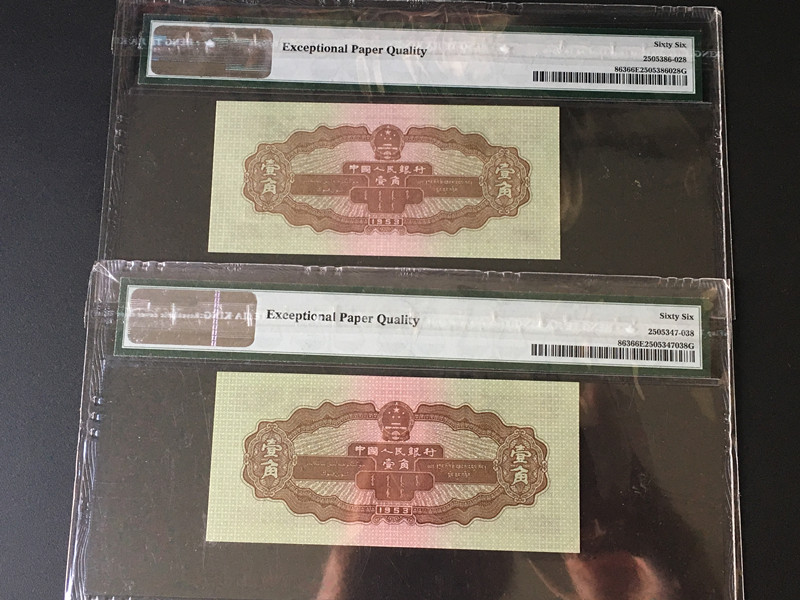 Exceptional Paper Quality
Sixty Six
2505386-028
86366E2505386028G
中國人民銀行
壹角
壹角
壹角
1953
Exceptional Paper Quality
Sixty Six
2505347-038
86366E2505347038G
中國人民銀行
壹角
壹角
壹角
1953